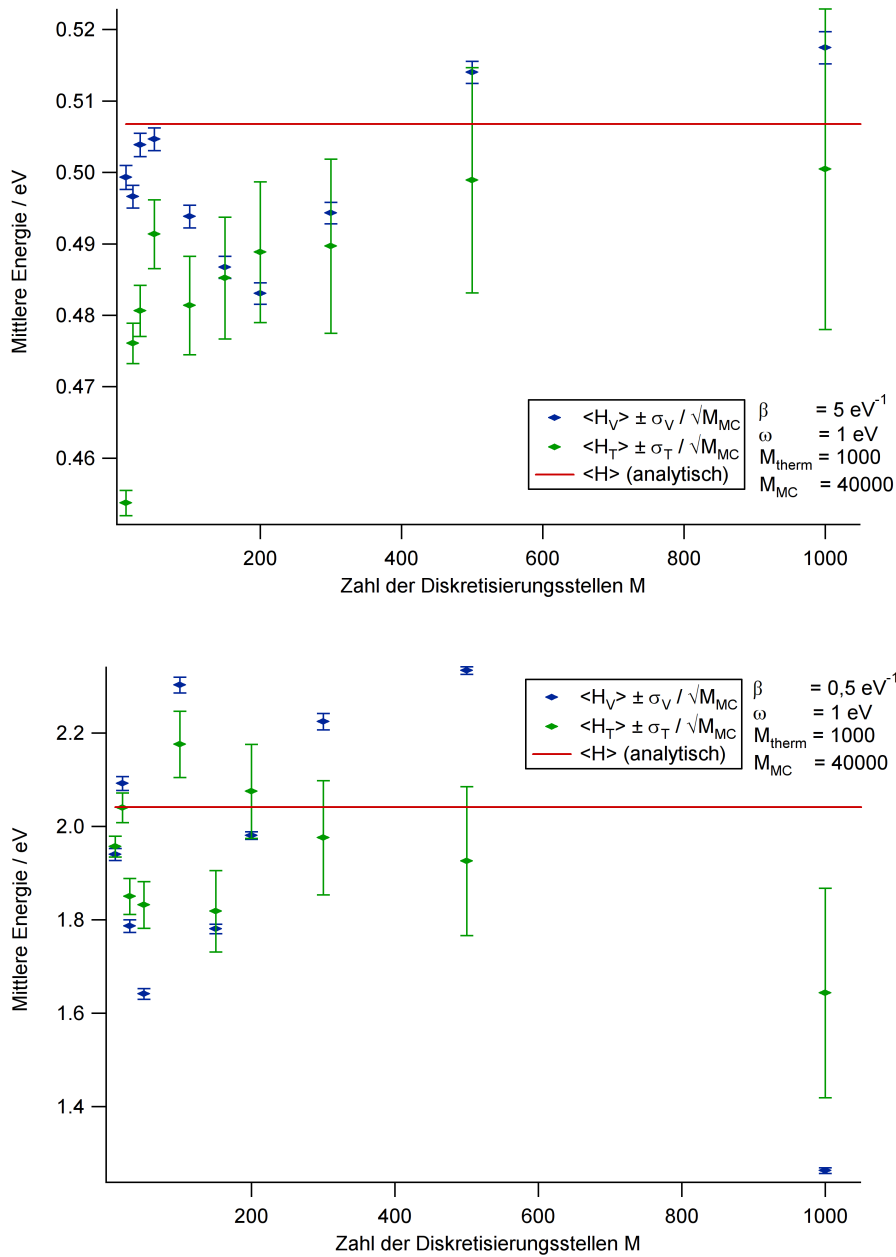 0.52
0.51
0.50
0.49
0.48
0.47
0.46
Mittlere Energie / eV
<H_V> ± σ_V / √M_MC
<H_T> ± σ_T / √M_MC
<H> (analytisch)
β = 5 eV⁻¹
ω = 1 eV
M_therm = 1000
M_MC = 40000
200 400 600 800 1000
Zahl der Diskretisierungsstellen M
2.2
2.0
1.8
1.6
1.4
Mittlere Energie / eV
<H_V> ± σ_V / √M_MC
<H_T> ± σ_T / √M_MC
<H> (analytisch)
β = 0,5 eV⁻¹
ω = 1 eV
M_therm = 1000
M_MC = 40000
200 400 600 800 1000
Zahl der Diskretisierungsstellen M